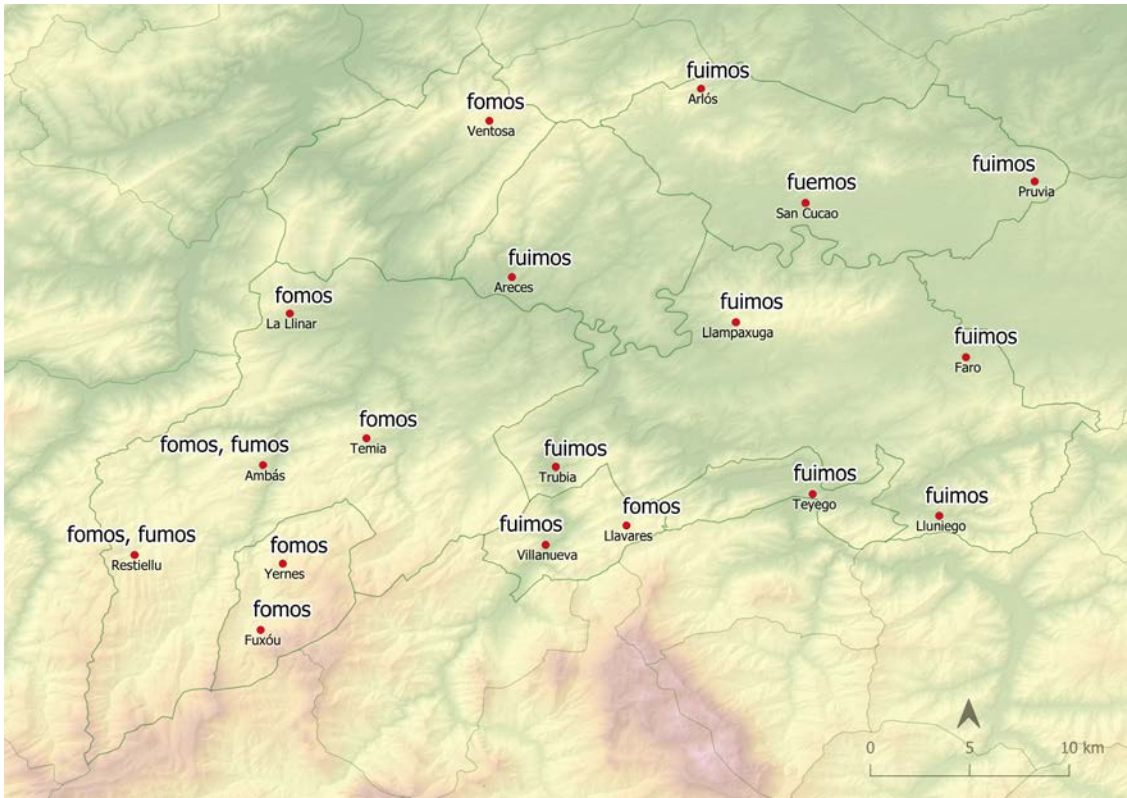 fuimos
Arlós
fomos
Ventosa
fuimos
Pruvia
fuemos
San Cucao
fuimos
Areces
fomos
La Llinar
fuimos
Llampaxuga
fuimos
Faro
fomos
Temia
fomos, fumos
Ambás
fuimos
Trubia
fuimos
Teyego
fuimos
Lluniego
fomos
Llavares
fuimos
Villanueva
fomos, fumos
Restiellu
fomos
Yernes
fomos
Fuxóu
0 5 10 km